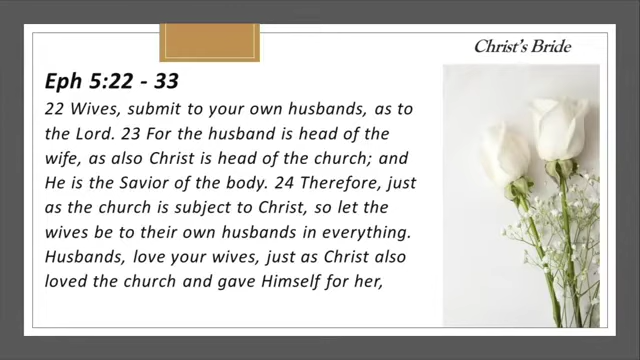 Christ's Bride
Eph 5:22 - 33
22 Wives, submit to your own husbands, as to
the Lord. 23 For the husband is head of the
wife, as also Christ is head of the church; and
He is the Savior of the body. 24 Therefore, just
as the church is subject to Christ, so let the
wives be to their own husbands in everything.
Husbands, love your wives, just as Christ also
loved the church and gave Himself for her,